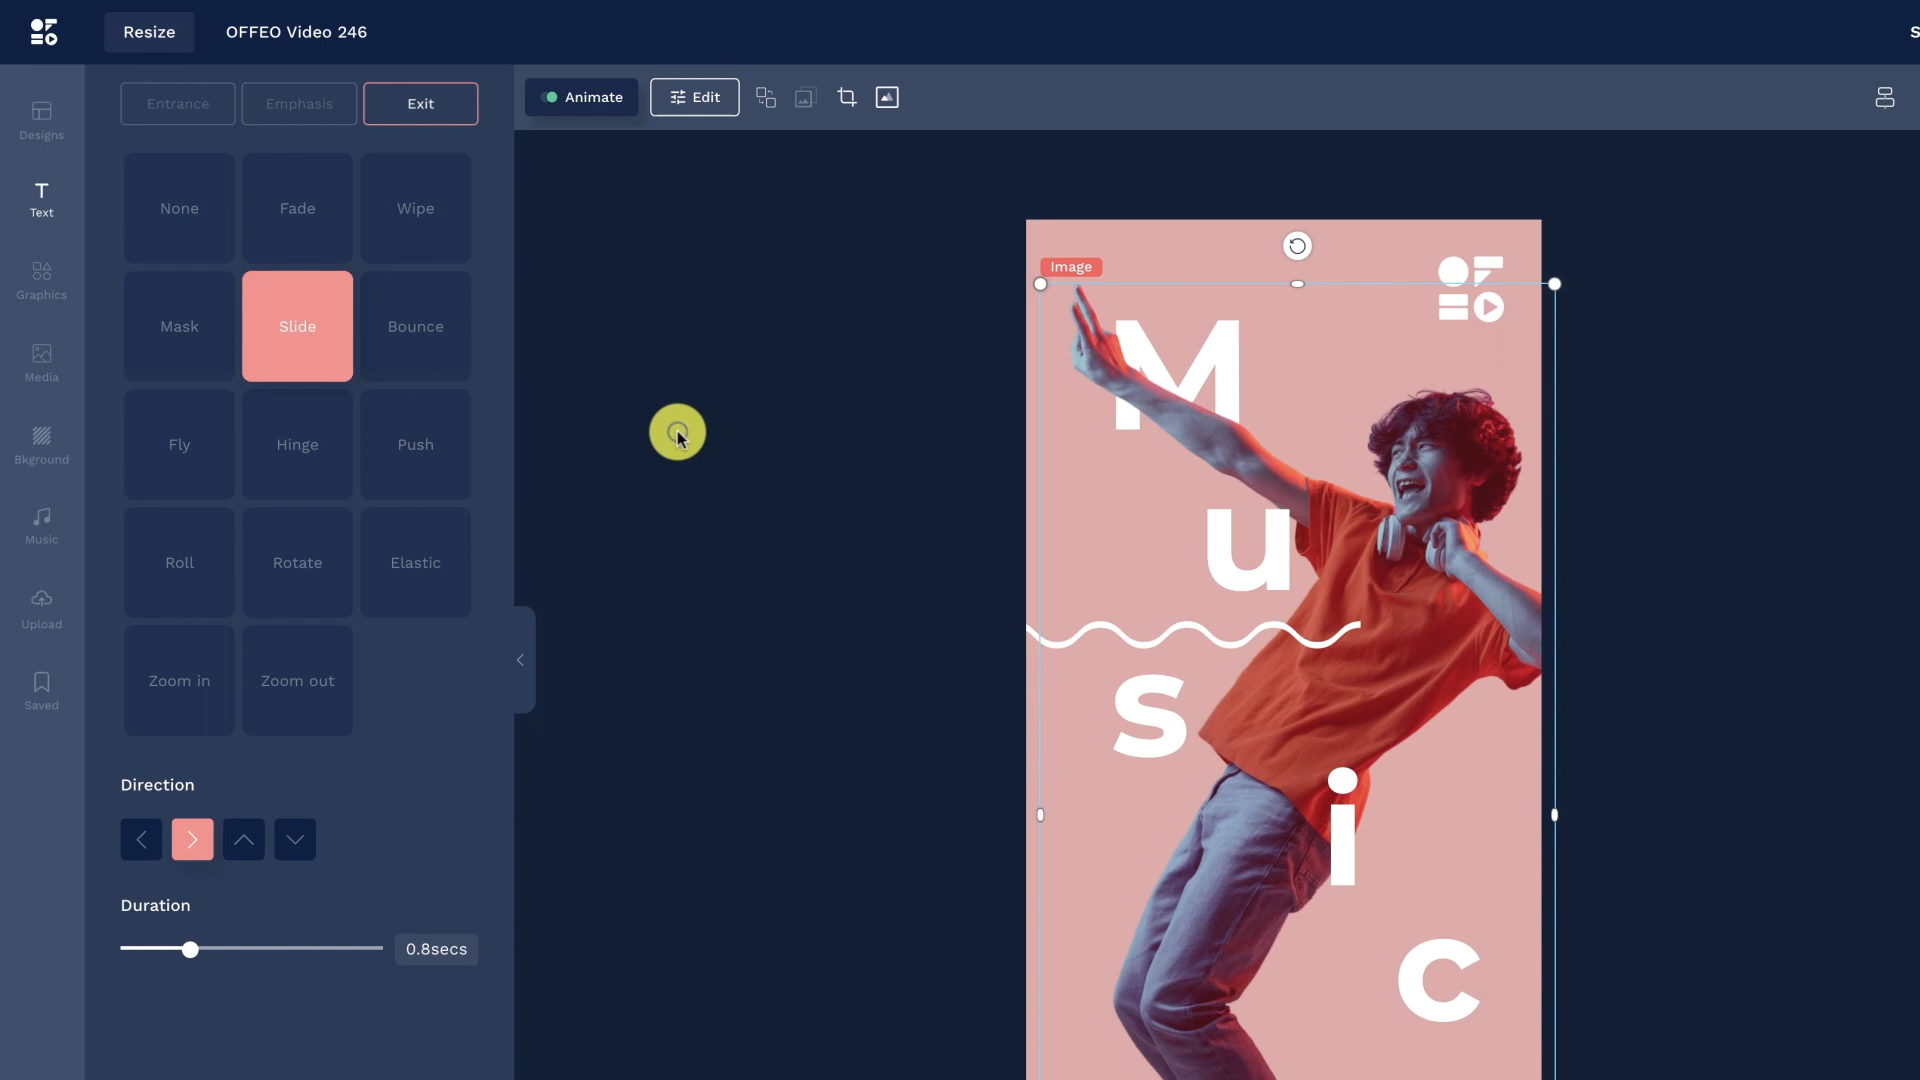 Resize
OFFEO Video 246
S
Entrance
Emphasis
Exit
Animate
Edit
Designs
Text
Graphics
Media
Bkground
Music
Upload
Saved
None
Fade
Wipe
Mask
Slide
Bounce
Fly
Hinge
Push
Roll
Rotate
Elastic
Zoom in
Zoom out
Direction
Duration
0.8secs
Image
M
u
s
i
c